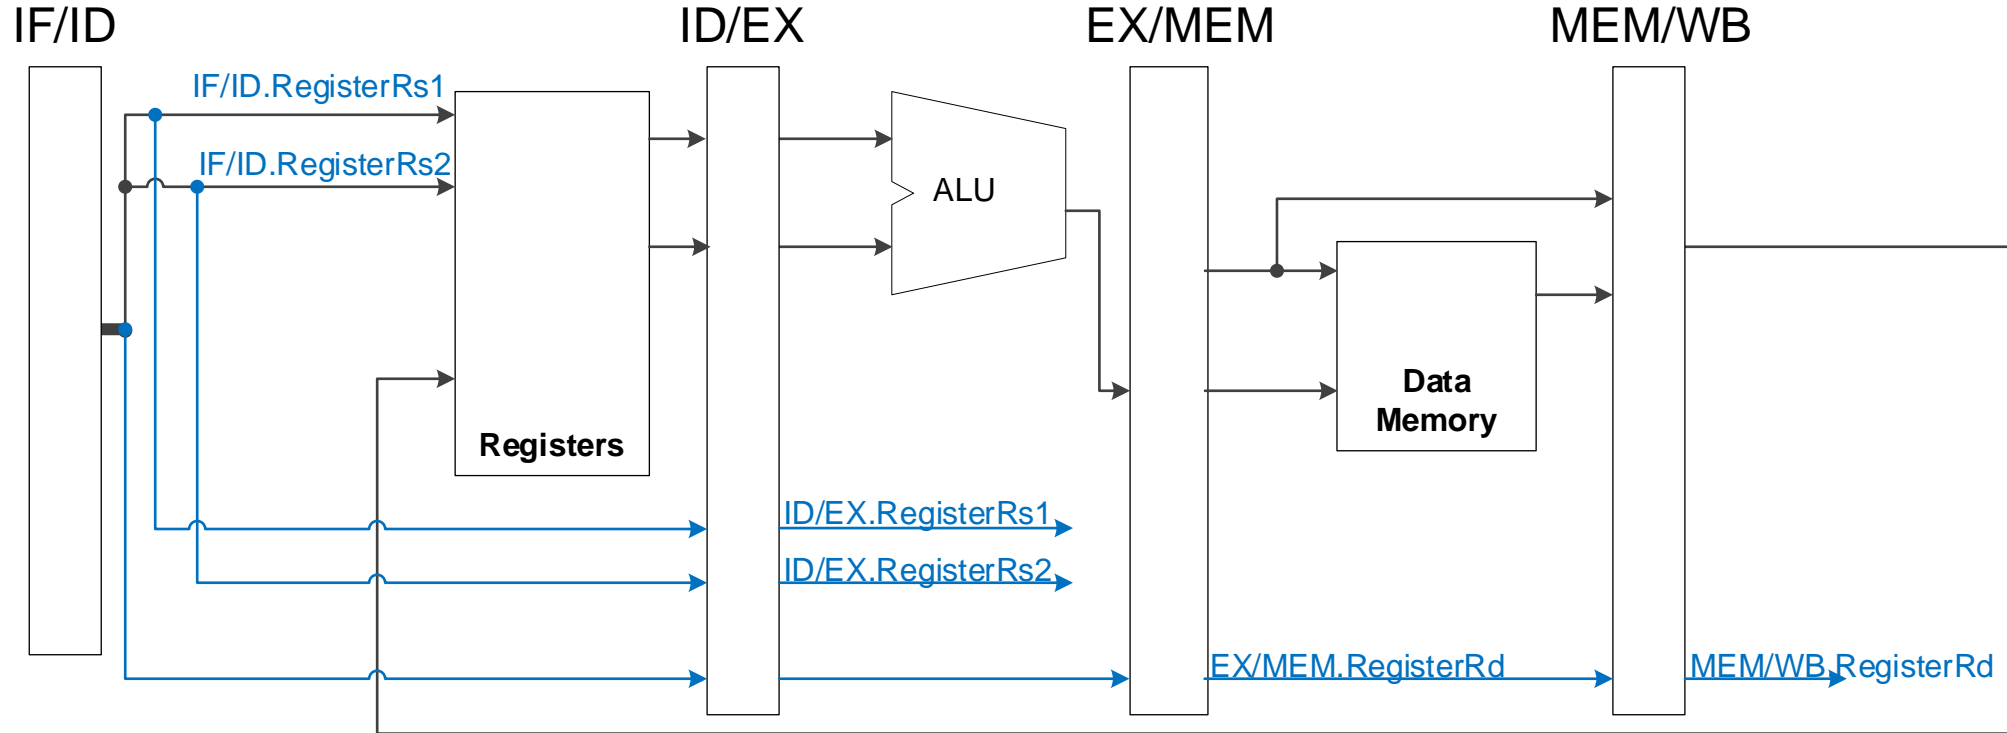 IF/ID
ID/EX
EX/MEM
MEM/WB
IF/ID.RegisterRs1
IF/ID.RegisterRs2
ALU
Data
Memory
Registers
ID/EX.RegisterRs1
ID/EX.RegisterRs2
EX/MEM.RegisterRd
MEM/WB.RegisterRd